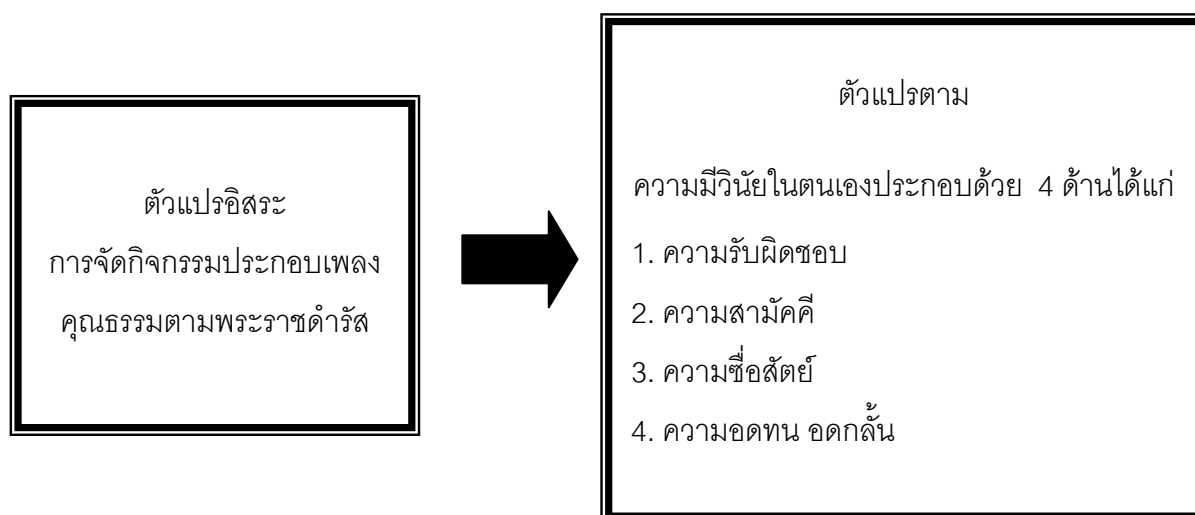 ตัวแปรอิสระ
การจัดกิจกรรมประกอบเพลง
คุณธรรมตามพระราชดำรัส
ตัวแปรตาม
ความมีวินัยในตนเองประกอบด้วย 4 ด้านได้แก่
1. ความรับผิดชอบ
2. ความสามัคคี
3. ความซื่อสัตย์
4. ความอดทน อดกลั้น